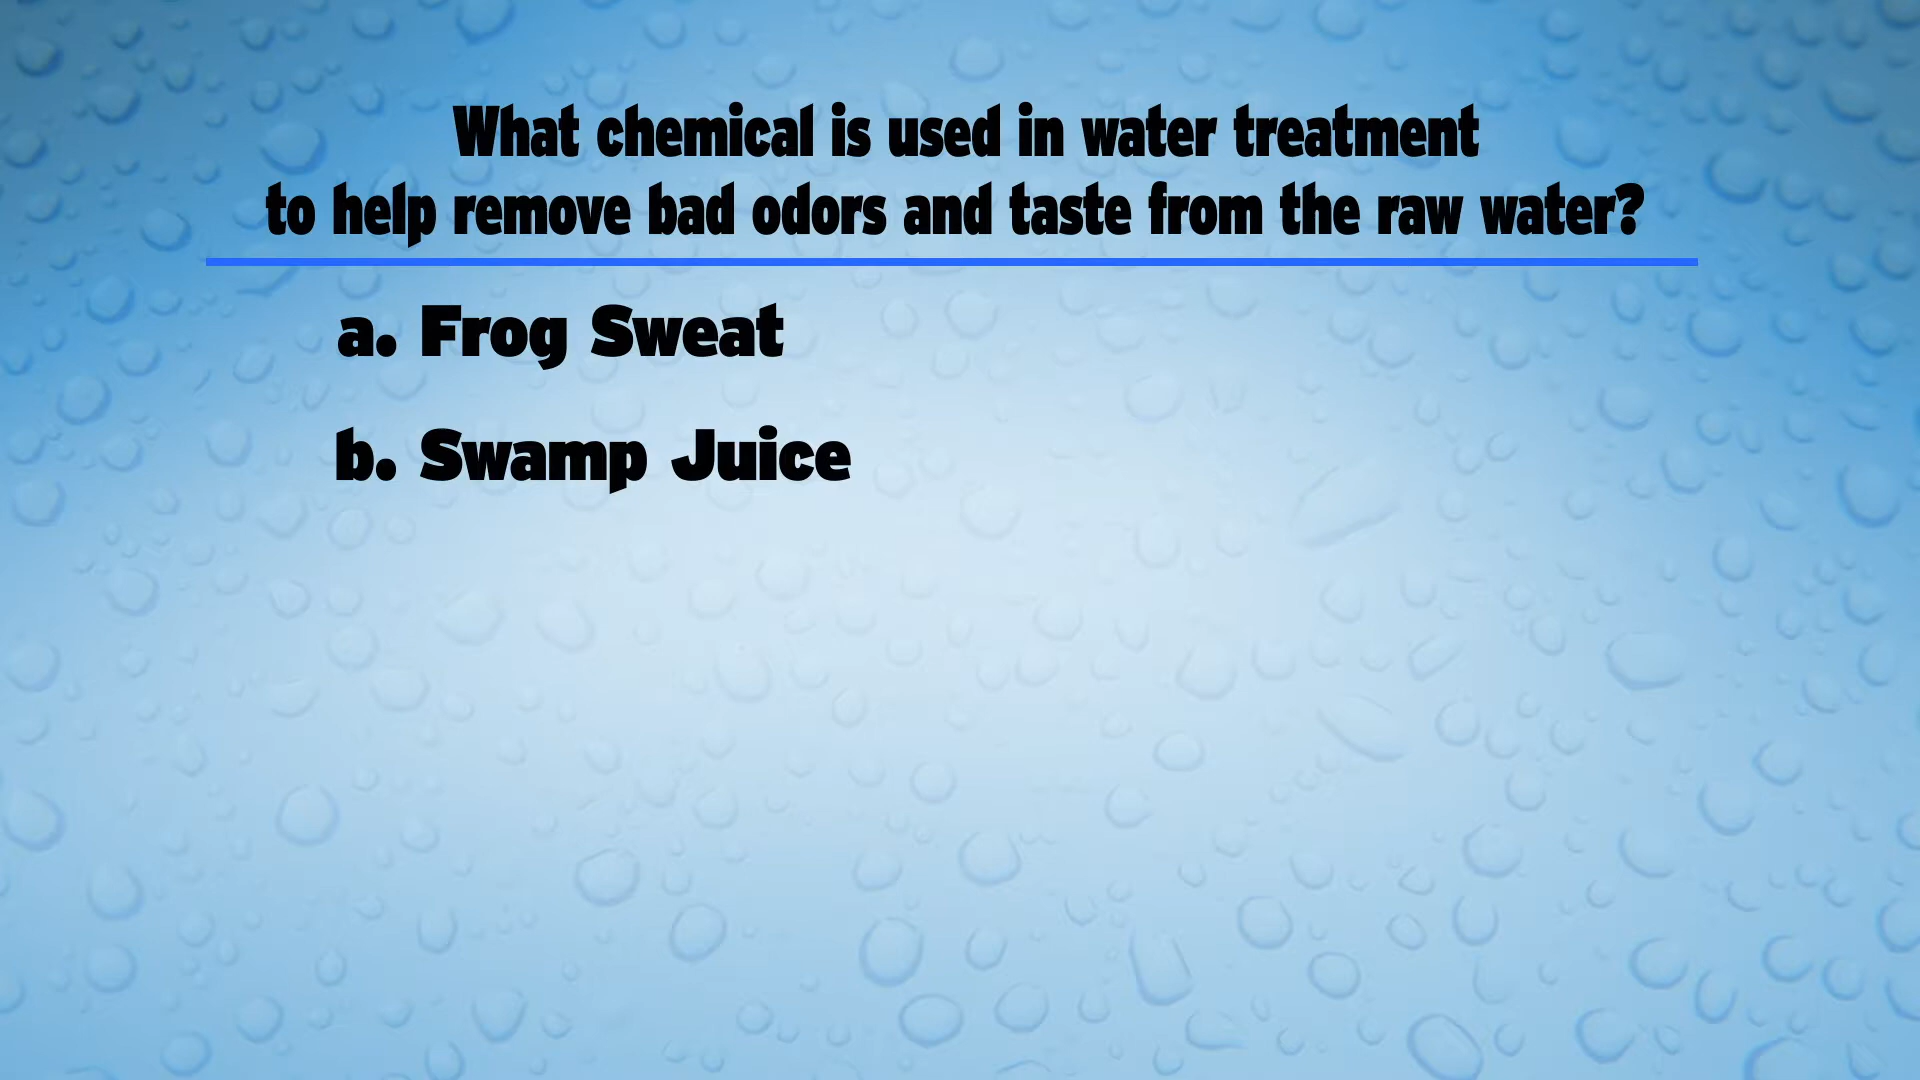 What chemical is used in water treatment
to help remove bad odors and taste from the raw water?
a. Frog Sweat
b. Swamp Juice